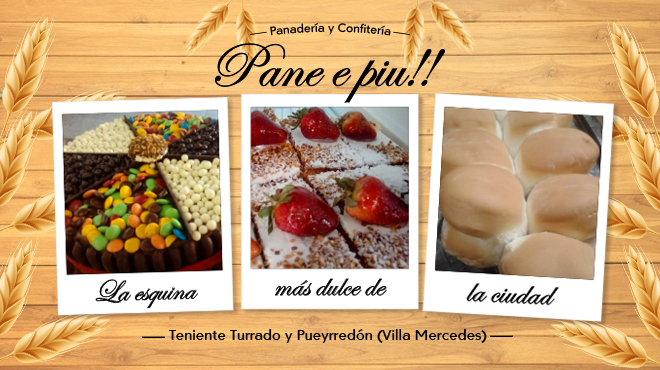 Panadería y Confitería
Pane e piu!!
La esquina
más dulce de
la ciudad
Teniente Turrado y Pueyrredón (Villa Mercedes)